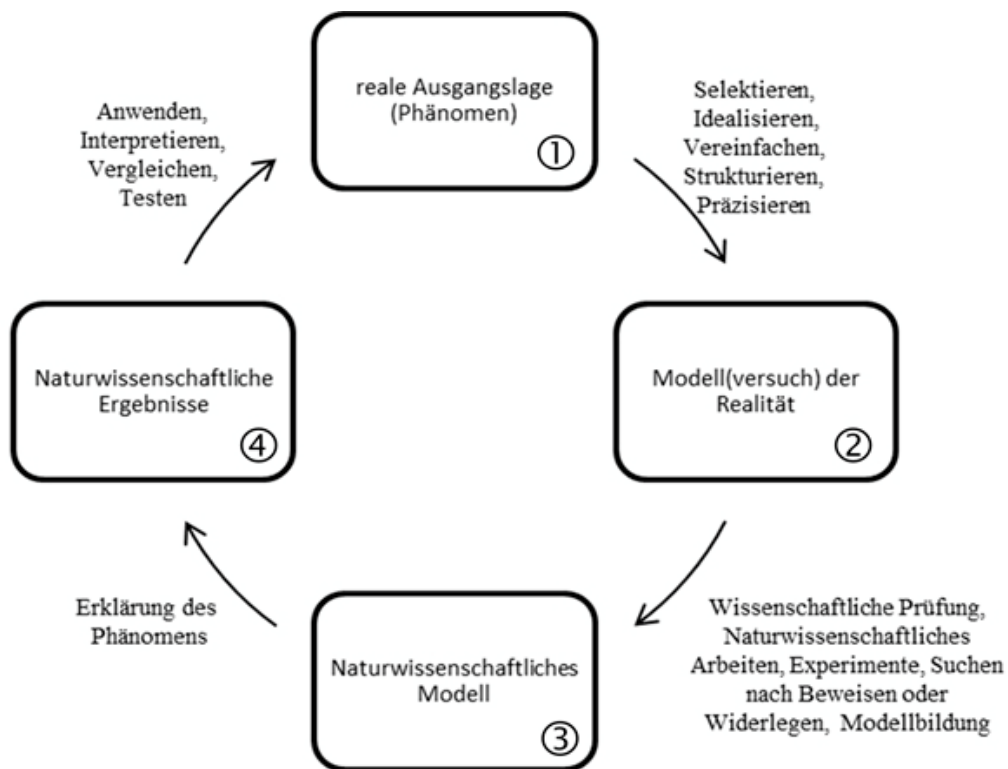 reale Ausgangslage
(Phänomen)
①
Selektieren,
Idealisieren,
Vereinfachen,
Strukturieren,
Präzisieren
Modell(versuch) der
Realität
②
Wissenschaftliche Prüfung,
Naturwissenschaftliches
Arbeiten, Experimente, Suchen
nach Beweisen oder
Widerlegen, Modellbildung
Naturwissenschaftliches
Modell
③
Erklärung des
Phänomens
Naturwissenschaftliche
Ergebnisse
④
Anwenden,
Interpretieren,
Vergleichen,
Testen